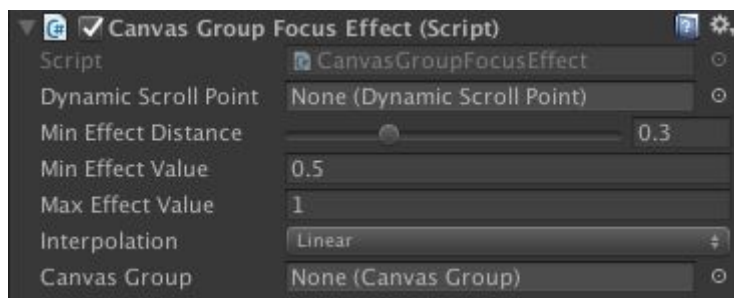 Canvas Group Focus Effect (Script)
Script CanvasGroupFocusEffect
Dynamic Scroll Point None (Dynamic Scroll Point)
Min Effect Distance 0.3
Min Effect Value 0.5
Max Effect Value 1
Interpolation Linear
Canvas Group None (Canvas Group)